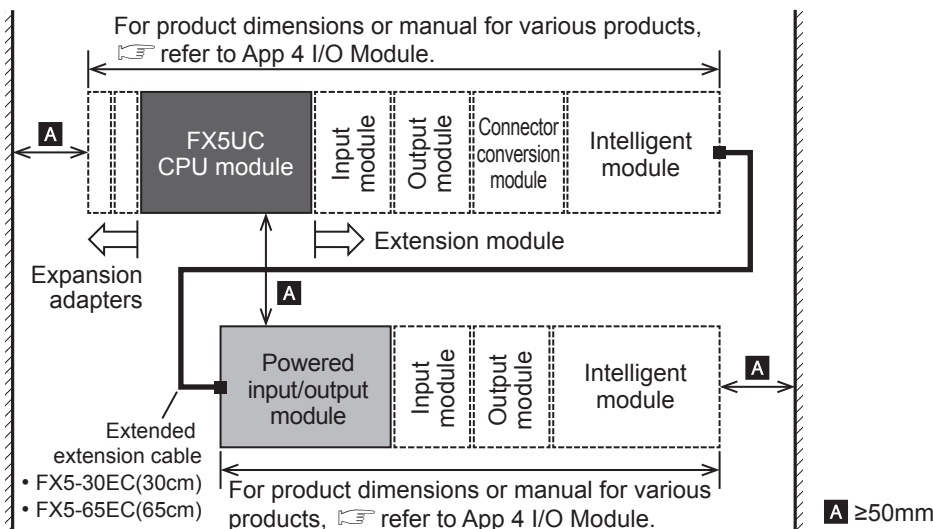 For product dimensions or manual for various products,
refer to App 4 I/O Module.
A
FX5UC
CPU module
Input
module
Output
module
Connector
conversion
module
Intelligent
module
Expansion
adapters
Extension module
A
Powered
input/output
module
Input
module
Output
module
Intelligent
module
A
Extended
extension cable
• FX5-30EC(30cm)
• FX5-65EC(65cm)
For product dimensions or manual for various
products, refer to App 4 I/O Module.
A ≥50mm